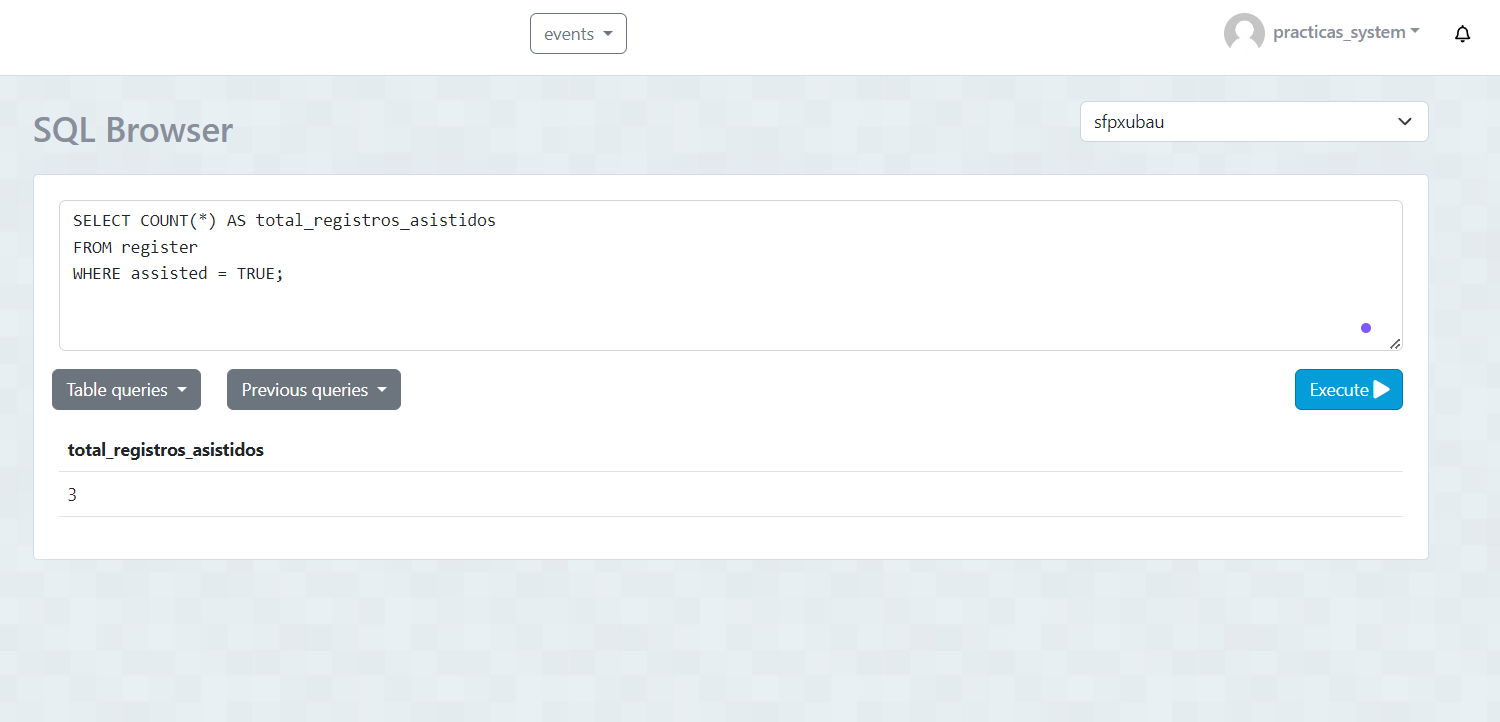 events
practicas_system
SQL Browser
sfpxubau
SELECT COUNT(*) AS total_registros_asistidos
FROM register
WHERE assisted = TRUE;
Table queries
Previous queries
Execute
total_registros_asistidos
3